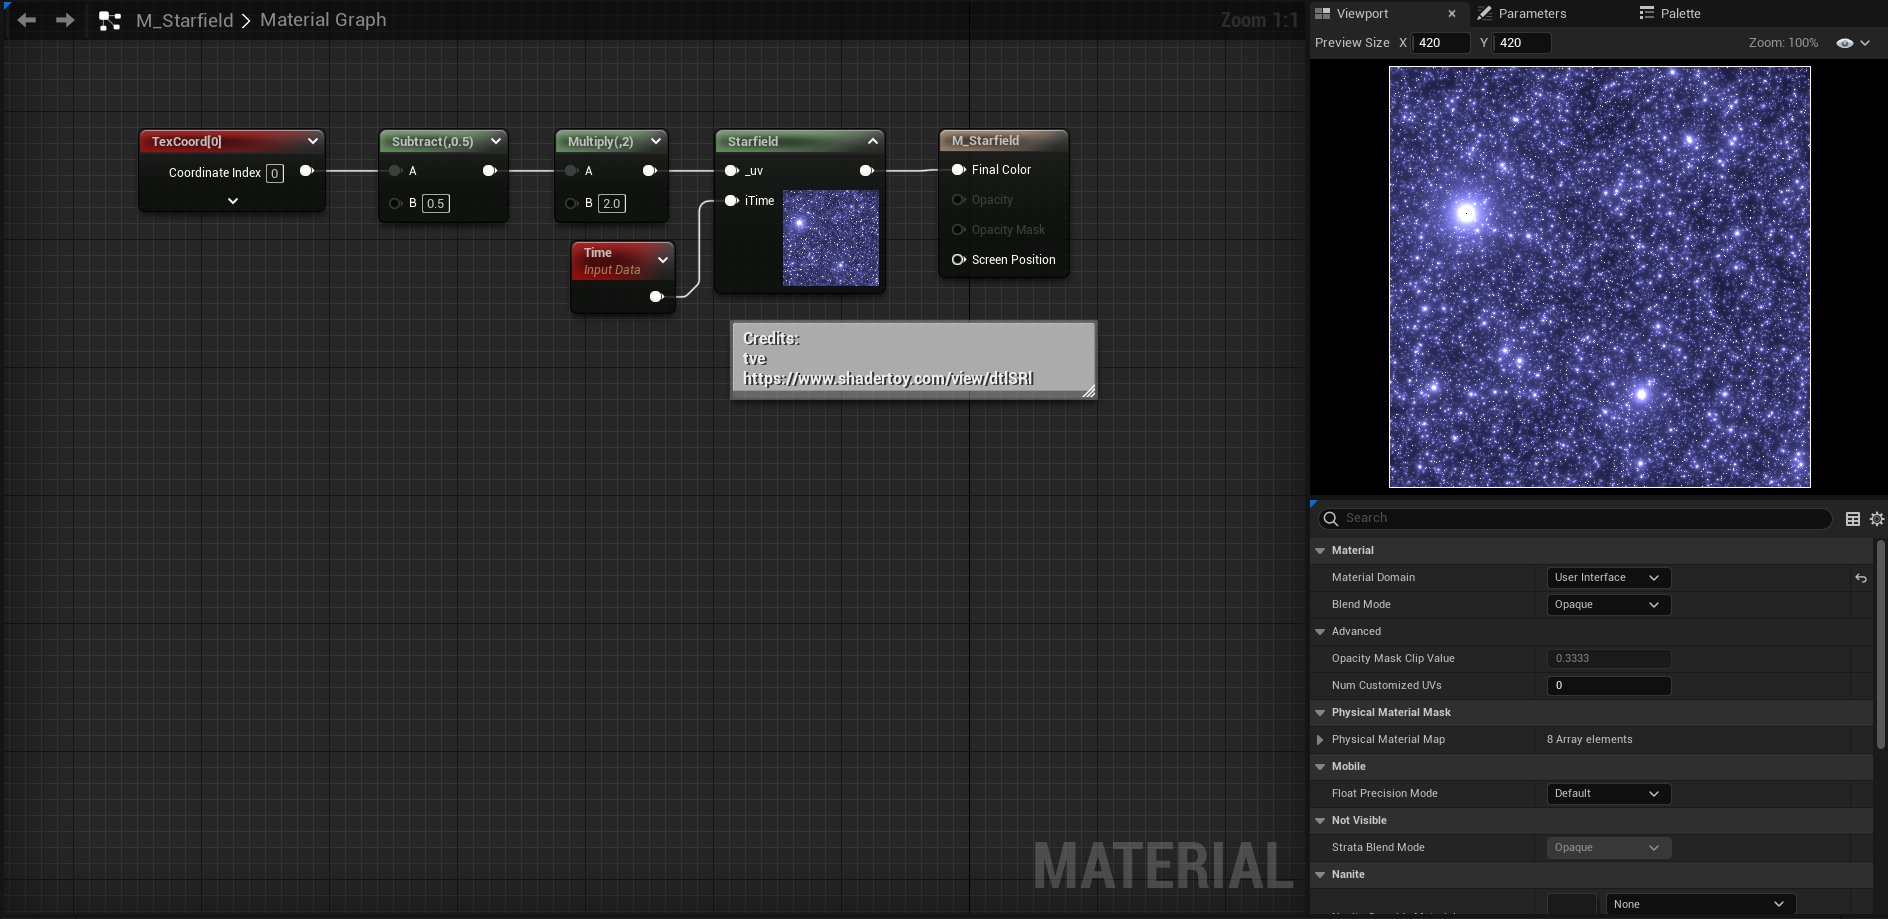 M_Starfield > Material Graph
Zoom 1:1
TexCoord[0]
Coordinate Index 0
Subtract(,0.5)
A
B 0.5
Multiply(,2)
A
B 2.0
Time
Input Data
Starfield
_uv
iTime
M_Starfield
Final Color
Opacity
Opacity Mask
Screen Position
Credits:
tve
https://www.shadertoy.com/view/dtlSRl
MATERIAL
Viewport
Parameters
Palette
Preview Size X 420 Y 420
Zoom: 100%
Search
Material
Material Domain User Interface
Blend Mode Opaque
Advanced
Opacity Mask Clip Value 0.3333
Num Customized UVs 0
Physical Material Mask
Physical Material Map 8 Array elements
Mobile
Float Precision Mode Default
Not Visible
Strata Blend Mode Opaque
Nanite
None